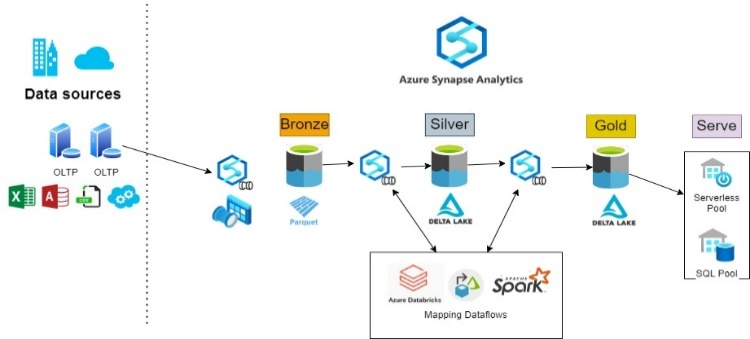 Azure Synapse Analytics
Data sources
Bronze
Silver
Gold
Serve
OLTP
OLTP
Serverless
Pool
Parquet
DELTA LAKE
DELTA LAKE
SQL Pool
Azure Databricks
APACHE
Spark
Mapping Dataflows